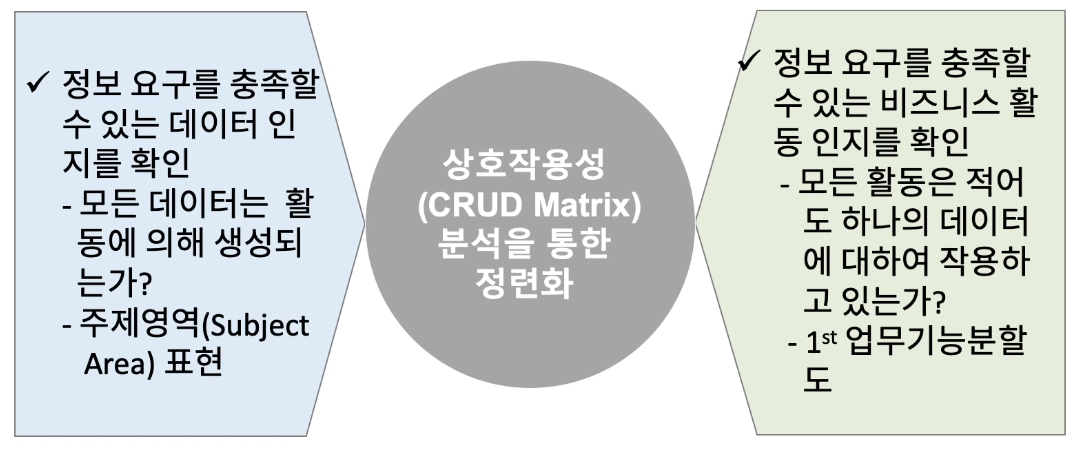 ✓ 정보 요구를 충족할
수 있는 데이터 인
지를 확인
- 모든 데이터는 활
동에 의해 생성되
는가?
- 주제영역(Subject
Area) 표현
상호작용성
(CRUD Matrix)
분석을 통한
정련화
✓ 정보 요구를 충족할
수 있는 비즈니스 활
동 인지를 확인
- 모든 활동은 적어
도 하나의 데이터
에 대하여 작용하
고 있는가?
- 1st 업무기능분할
도